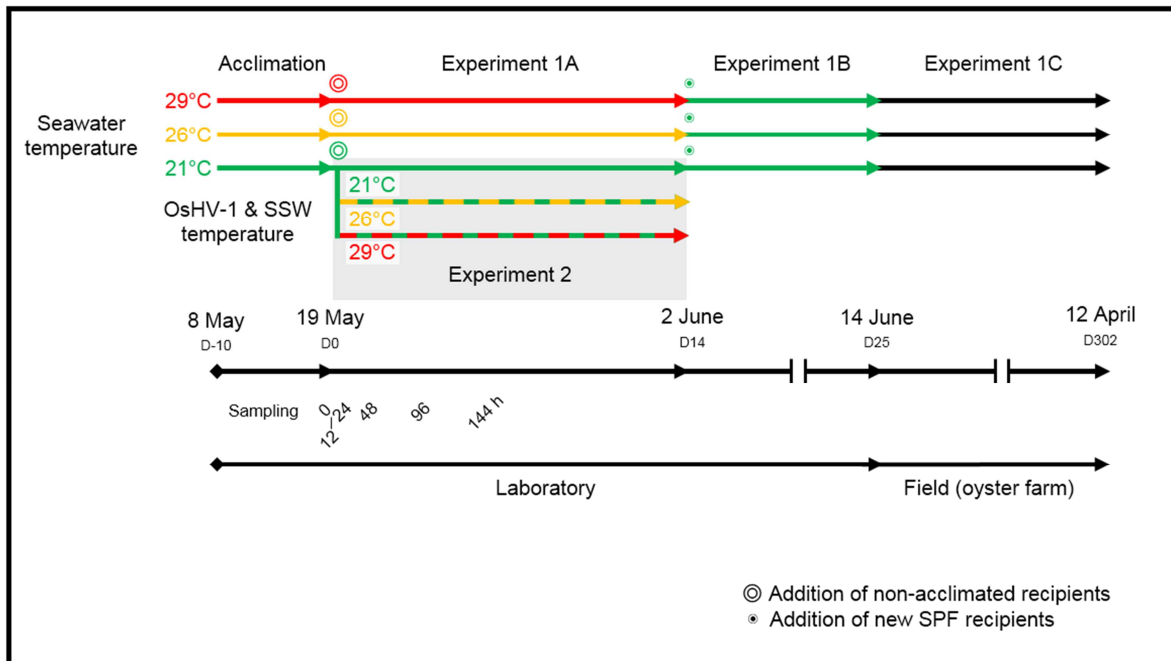 Acclimation Experiment 1A Experiment 1B Experiment 1C
29°C
Seawater
temperature
26°C
21°C
OsHV-1 & SSW
temperature
21°C
26°C
29°C
Experiment 2
8 May 19 May 2 June 14 June 12 April
D-10 D0 D14 D25 D302
Sampling 0 12–24 48 96 144 h
Laboratory Field (oyster farm)
Addition of non-acclimated recipients
Addition of new SPF recipients